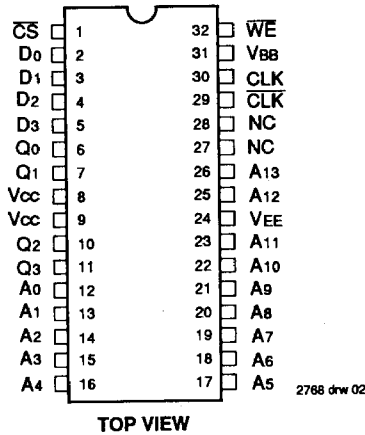 C̅S̅ 1 32 W̅E̅
D0 2 31 VBB
D1 3 30 CLK
D2 4 29 C̅L̅K̅
D3 5 28 NC
Q0 6 27 NC
Q1 7 26 A13
VCC 8 25 A12
VCC 9 24 VEE
Q2 10 23 A11
Q3 11 22 A10
A0 12 21 A9
A1 13 20 A8
A2 14 19 A7
A3 15 18 A6
A4 16 17 A5
2768 drw 02
TOP VIEW